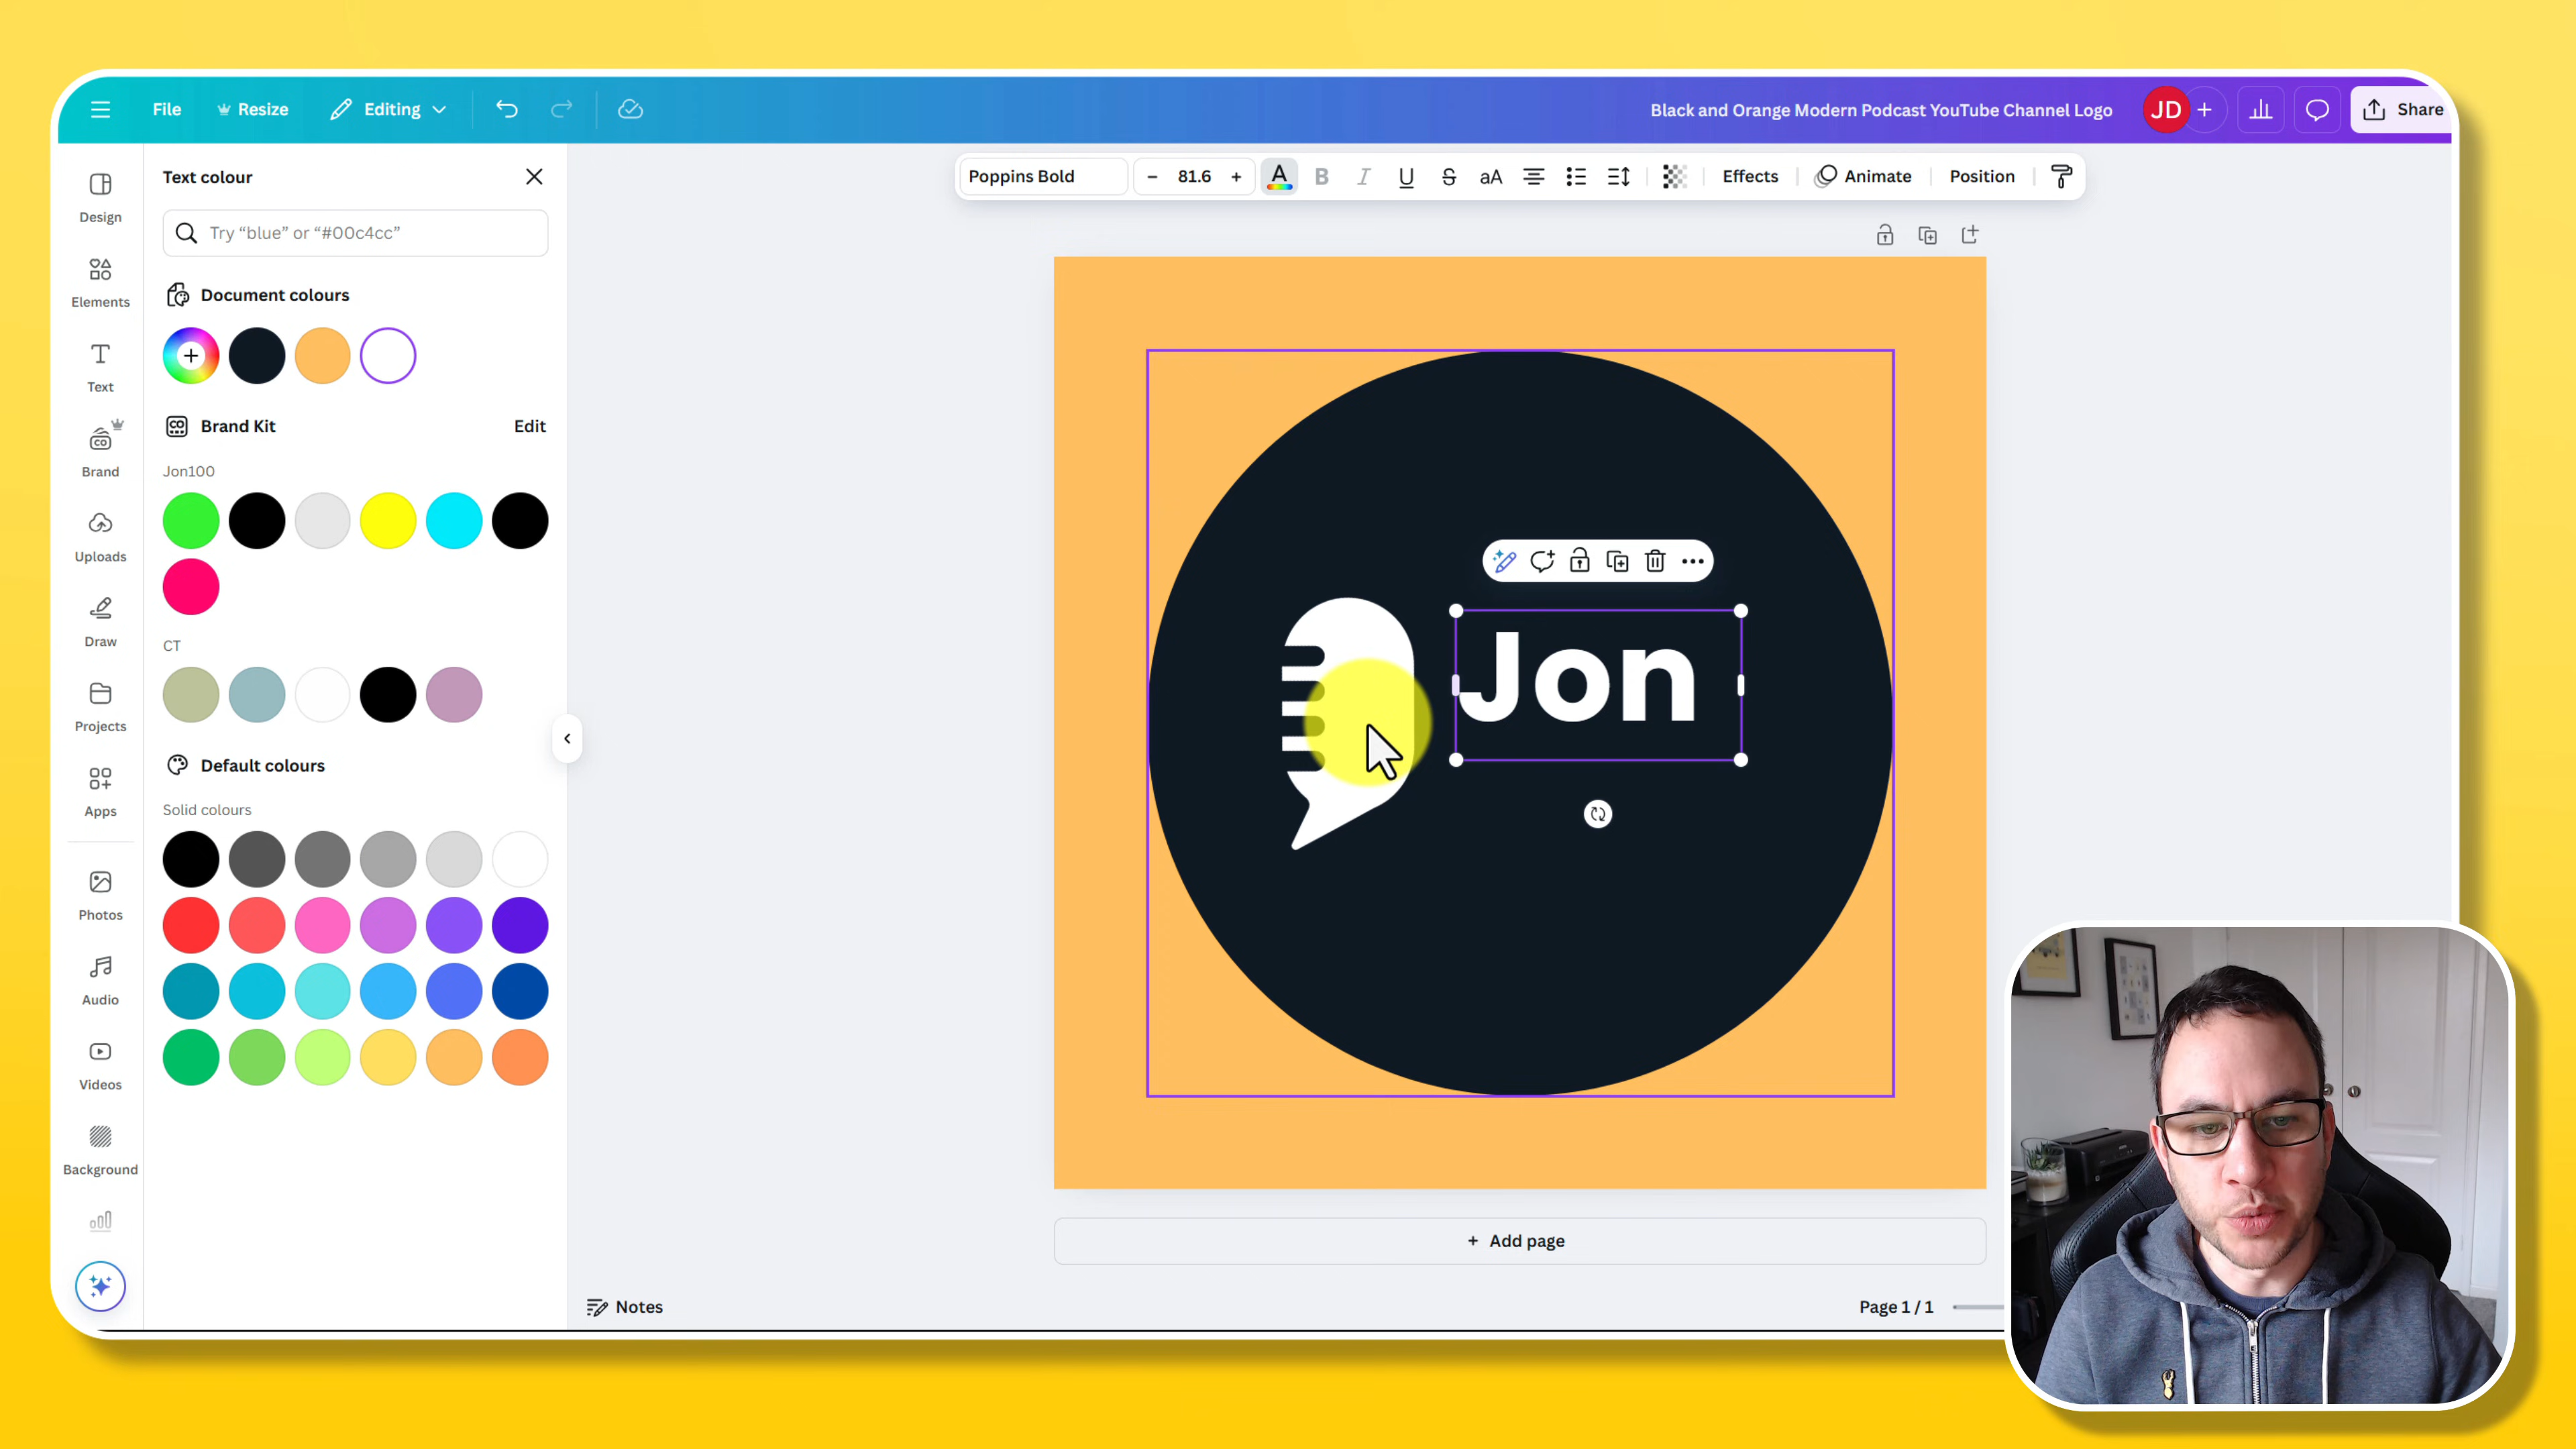 File
Resize
Editing
Black and Orange Modern Podcast YouTube Channel Logo
JD
Share
Design
Elements
Text
Brand
Uploads
Draw
Projects
Apps
Photos
Audio
Videos
Background
Text colour
Try “blue” or “#00c4cc”
Document colours
Brand Kit
Edit
Jon100
CT
Default colours
Solid colours
Poppins Bold
− 81.6 +
A B I U S aA
Effects
Animate
Position
Jon
+ Add page
Notes
Page 1 / 1